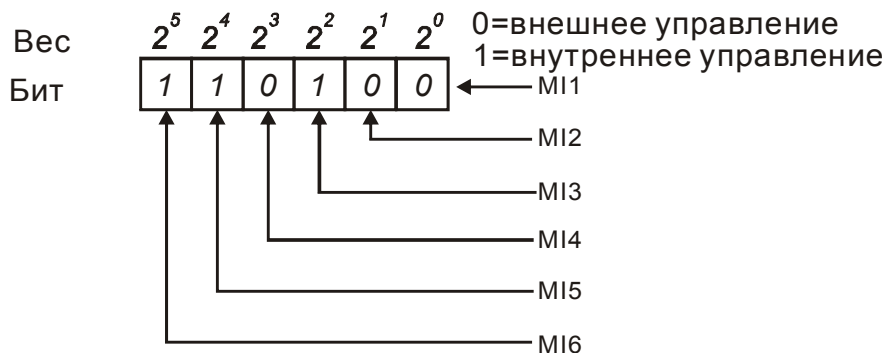 Вес 2⁵ 2⁴ 2³ 2² 2¹ 2⁰ 0=внешнее управление
1=внутреннее управление
Бит 1 1 0 1 0 0 MI1
MI2
MI3
MI4
MI5
MI6